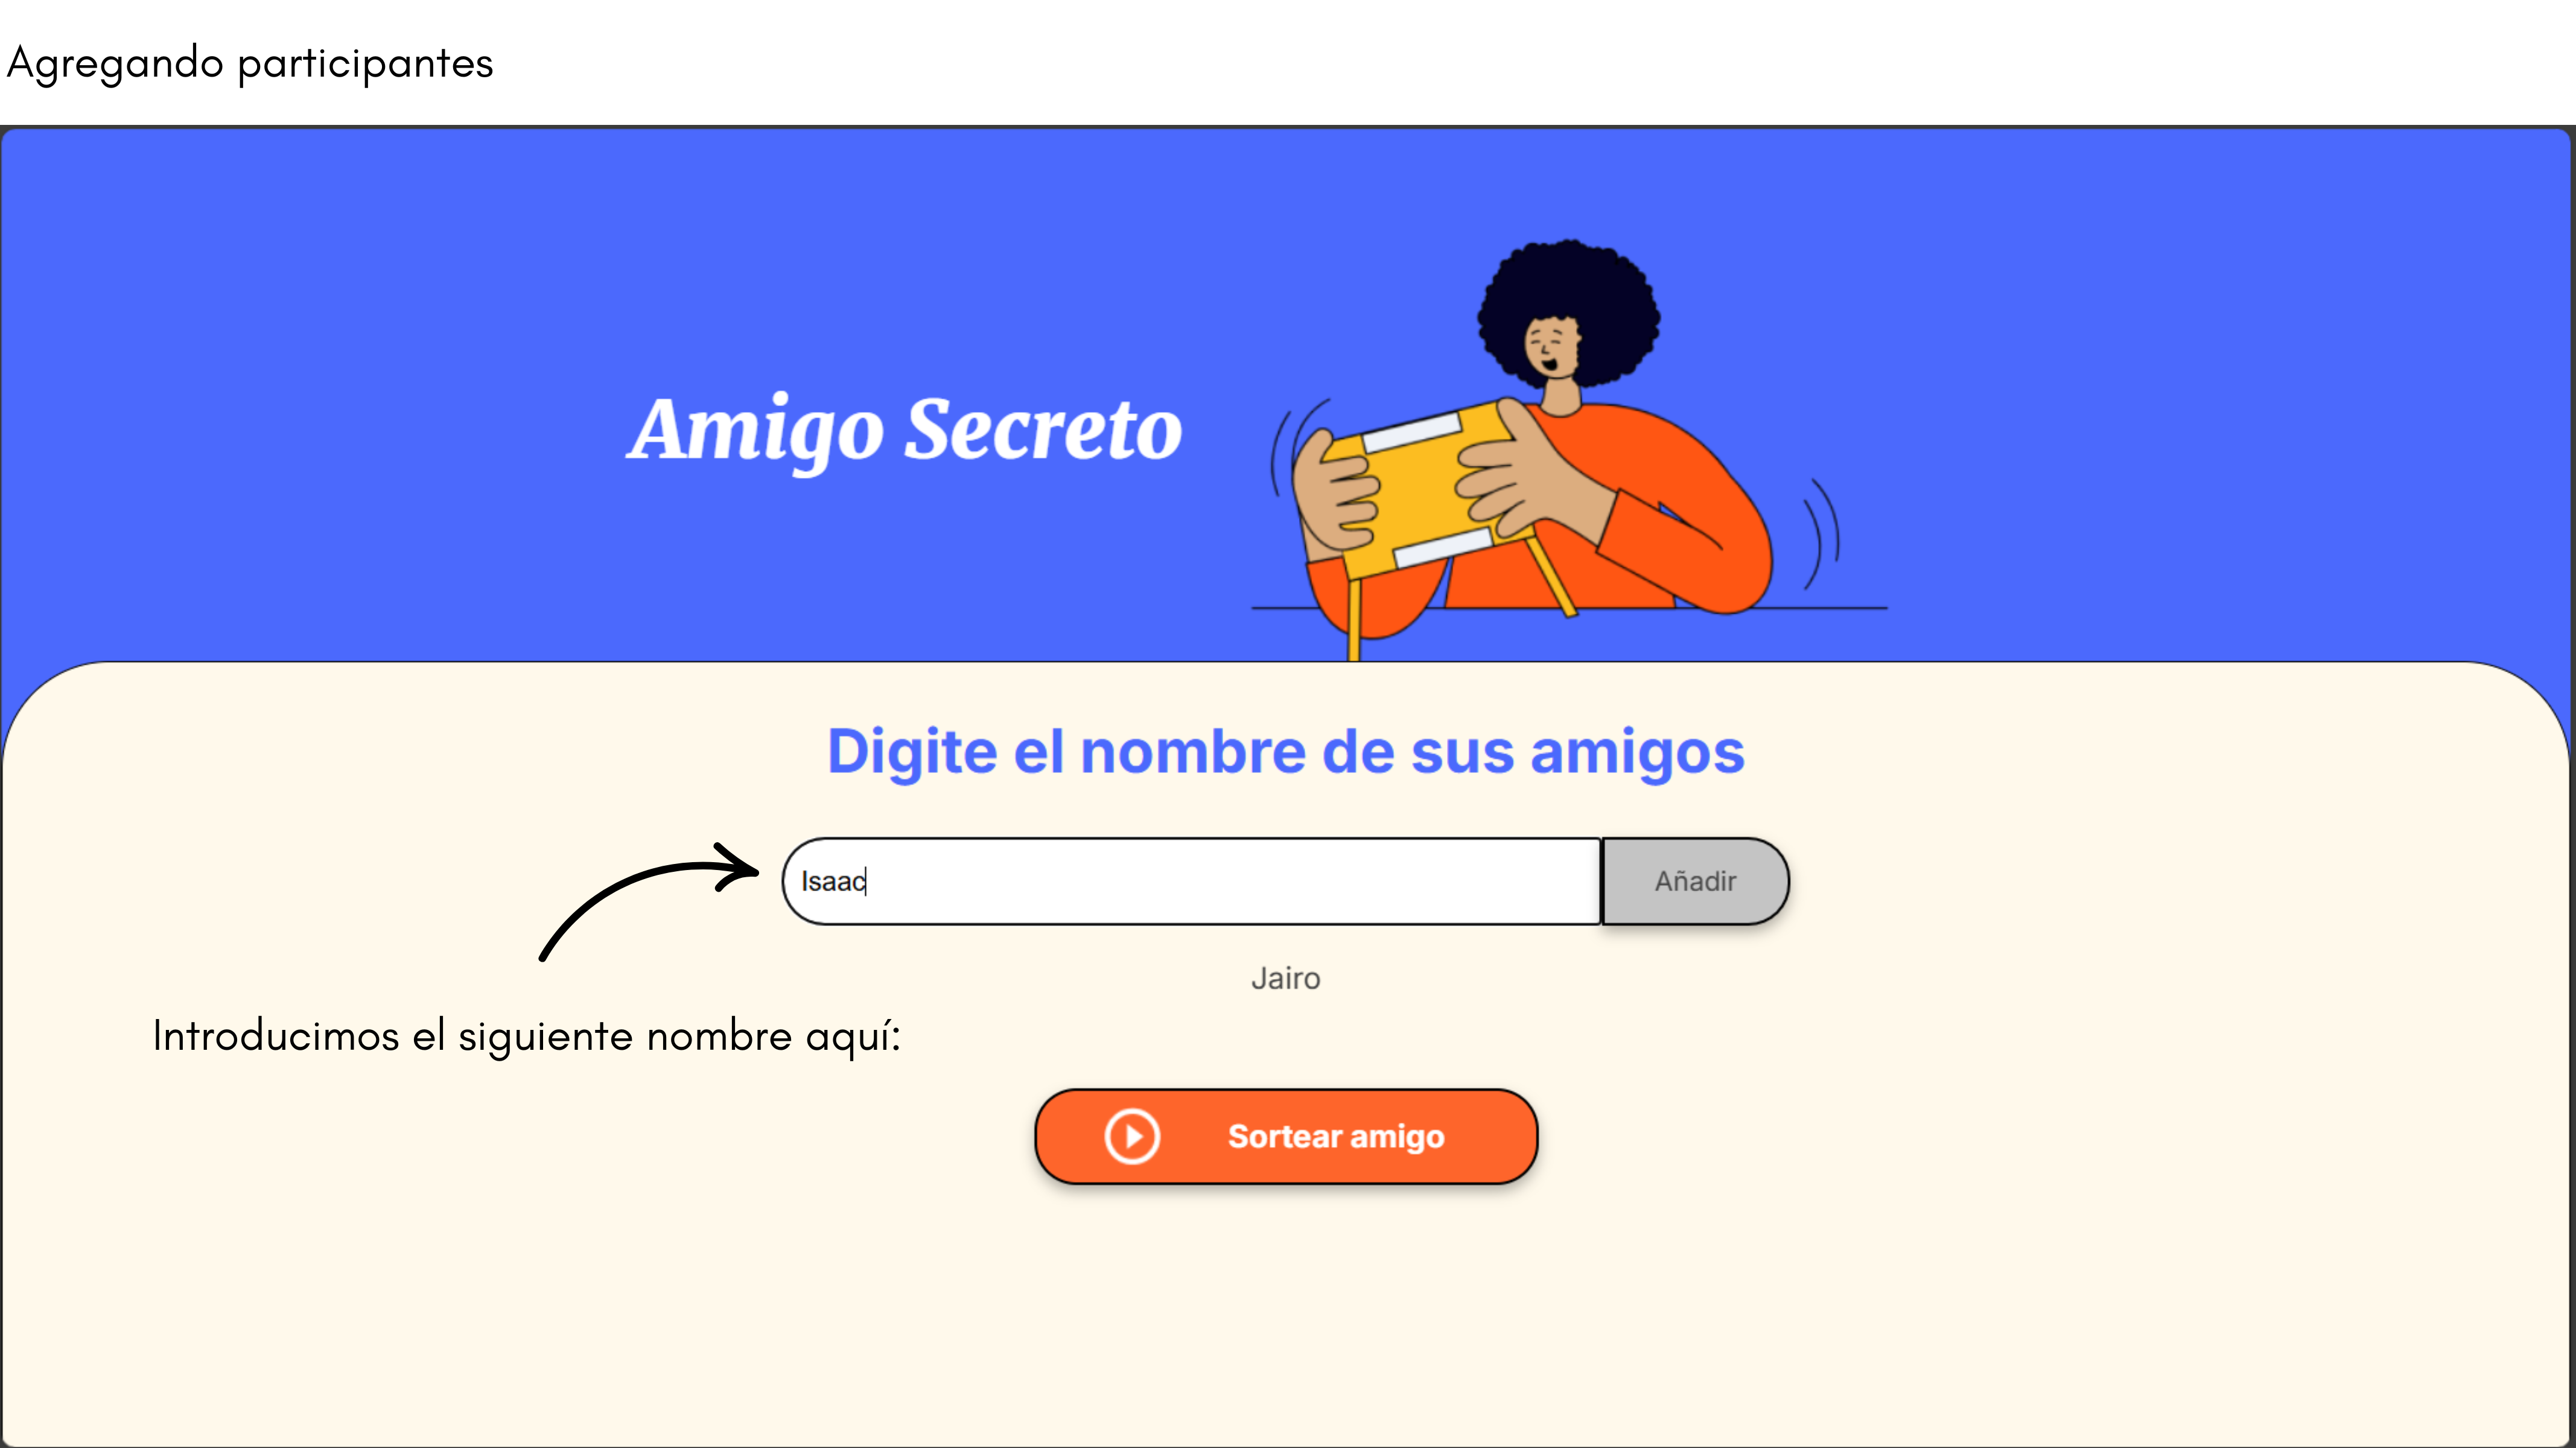 Agregando participantes
Amigo Secreto
Digite el nombre de sus amigos
Isaac
Añadir
Jairo
Introducimos el siguiente nombre aquí:
Sortear amigo